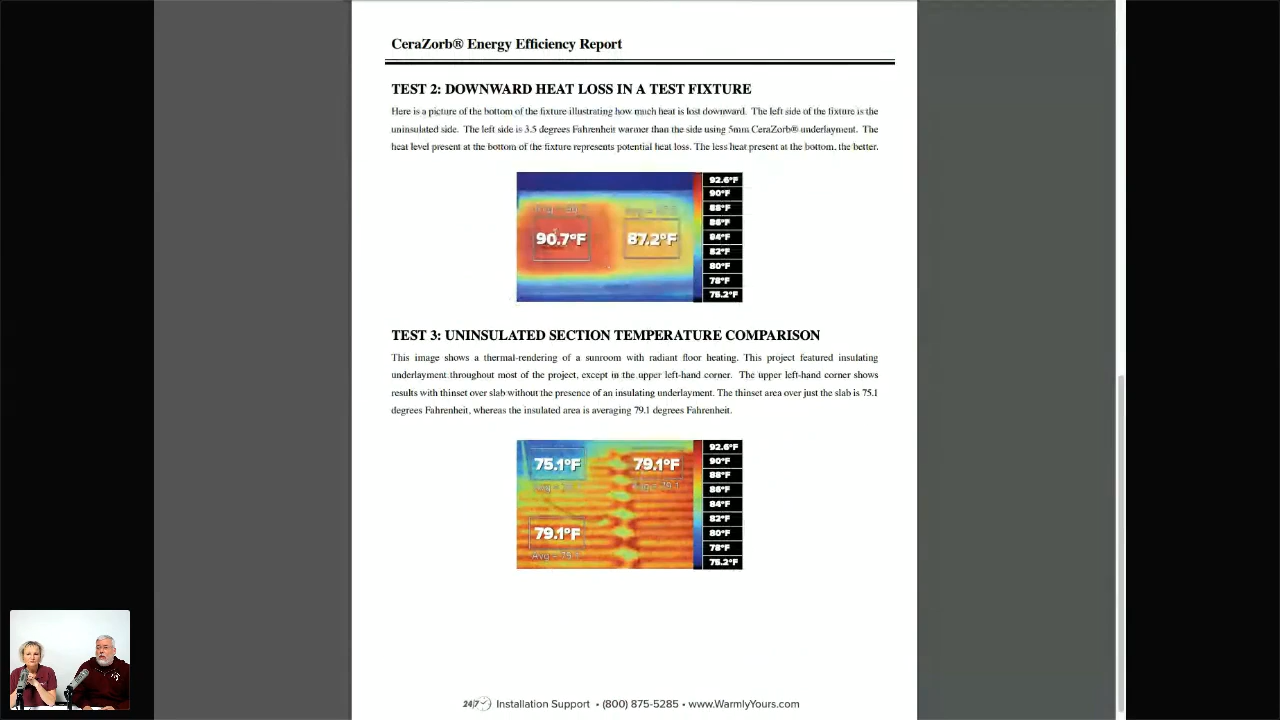 CeraZorb® Energy Efficiency Report
TEST 2: DOWNWARD HEAT LOSS IN A TEST FIXTURE
Here is a picture of the bottom of the fixture illustrating how much heat is lost downward. The left side of the fixture is the
uninsulated side. The left side is 3.5 degrees Fahrenheit warmer than the side using 5mm CeraZorb® underlayment. The
heat level present at the bottom of the fixture represents potential heat loss. The less heat present at the bottom, the better.
90.7°F
87.2°F
92.6°F
90°F
88°F
86°F
84°F
82°F
80°F
78°F
75.2°F
TEST 3: UNINSULATED SECTION TEMPERATURE COMPARISON
This image shows a thermal-rendering of a sunroom with radiant floor heating. This project featured insulating
underlayment throughout most of the project, except in the upper left-hand corner. The upper left-hand corner shows
results with thinset over slab without the presence of an insulating underlayment. The thinset area over just the slab is 75.1
degrees Fahrenheit, whereas the insulated area is averaging 79.1 degrees Fahrenheit.
75.1°F
79.1°F
79.1°F
92.6°F
90°F
88°F
86°F
84°F
82°F
80°F
78°F
75.2°F
24/7 Installation Support • (800) 875-5285 • www.WarmlyYours.com